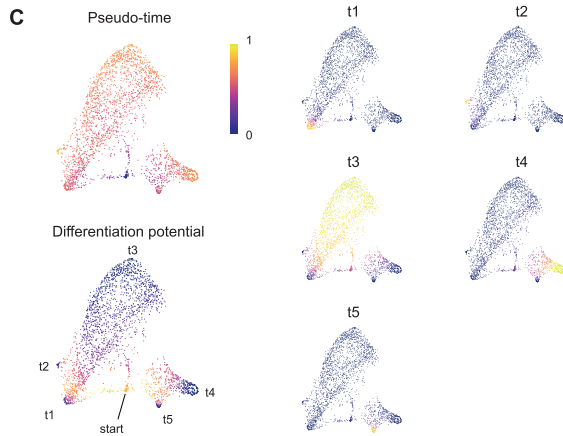 C
Pseudo-time
1
0
t1
t2
t3
t4
t5
Differentiation potential
t3
t2
t1
start
t5
t4